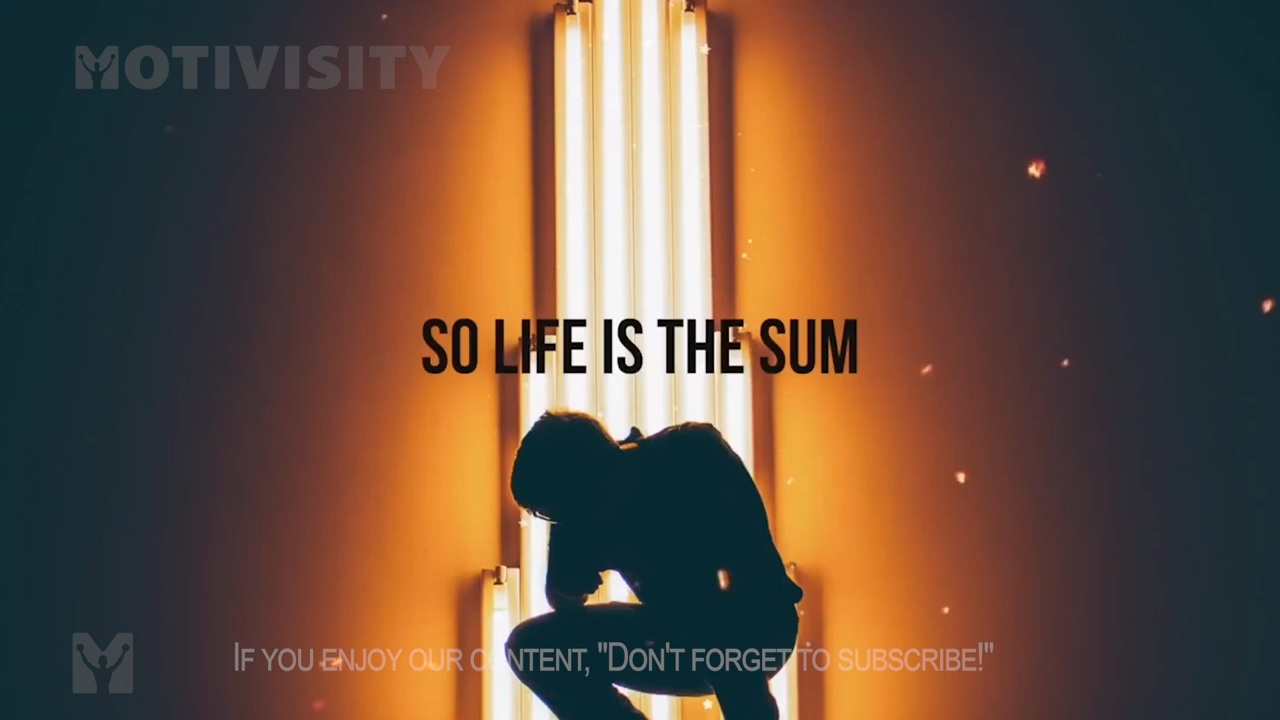 MOTIVISITY
SO LIFE IS THE SUM
If you enjoy our content, "Don't forget to subscribe!"